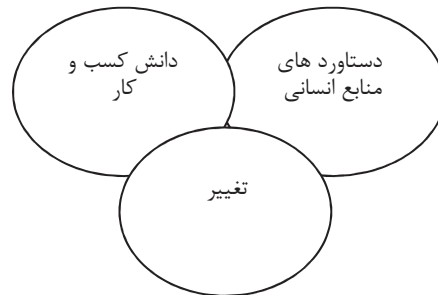 دستاورد های
منابع انسانی
دانش کسب و
کار
تغییر